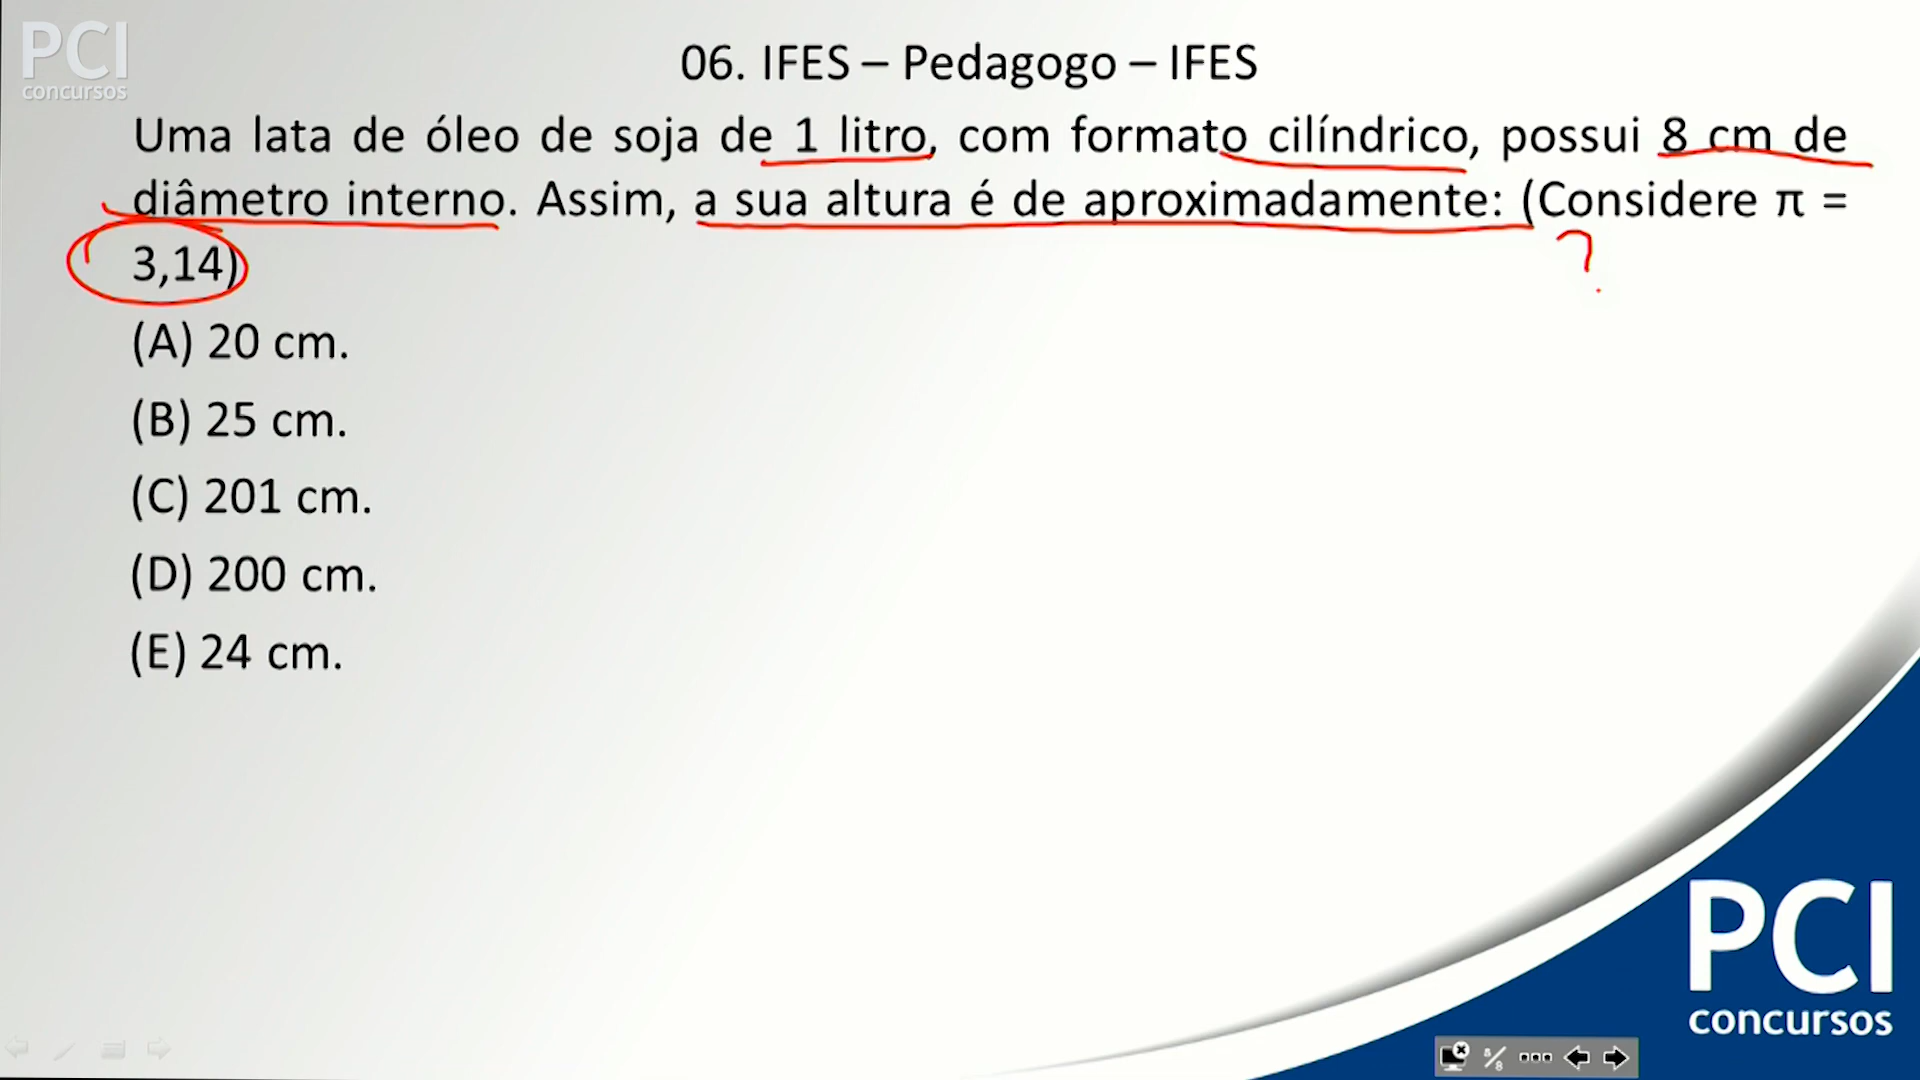 PCI
concursos
06. IFES – Pedagogo – IFES
Uma lata de óleo de soja de 1 litro, com formato cilíndrico, possui 8 cm de
diâmetro interno. Assim, a sua altura é de aproximadamente: (Considere π =
3,14)
?
(A) 20 cm.
(B) 25 cm.
(C) 201 cm.
(D) 200 cm.
(E) 24 cm.
PCI
concursos
5/8